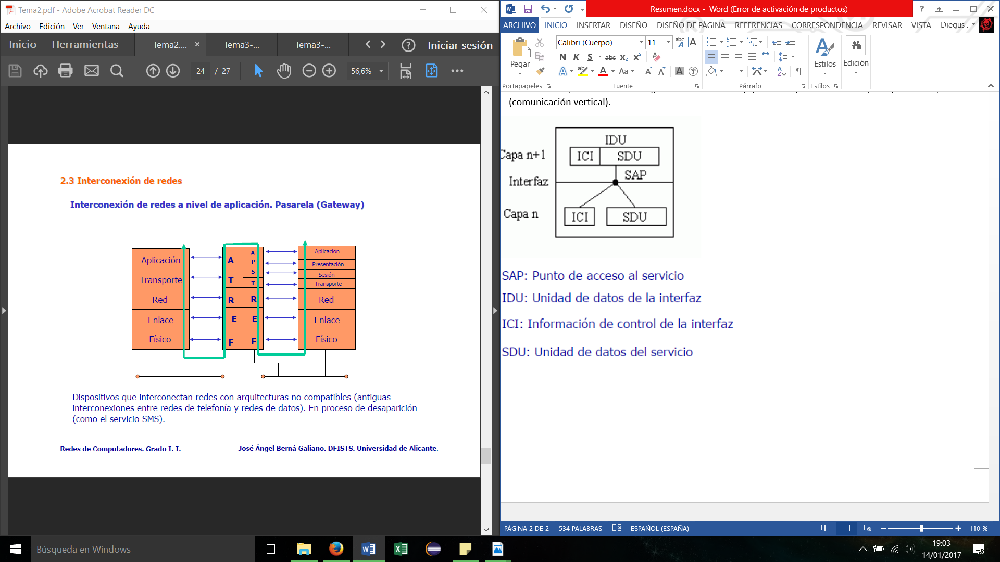 Tema2.pdf - Adobe Acrobat Reader DC
Archivo Edición Ver Ventana Ayuda
Inicio Herramientas Tema2.... × Tema3-... Tema3-... Iniciar sesión
24 / 27 56,6%
2.3 Interconexión de redes
Interconexión de redes a nivel de aplicación. Pasarela (Gateway)
Aplicación A A Aplicación
P Presentación
Transporte T S Sesión
T Transporte
Red R R Red
Enlace E E Enlace
Físico F F Físico
Dispositivos que interconectan redes con arquitecturas no compatibles (antiguas
interconexiones entre redes de telefonía y redes de datos). En proceso de desaparición
(como el servicio SMS).
Redes de Computadores. Grado I. I. José Ángel Berná Galiano. DFISTS. Universidad de Alicante.
Resumen.docx - Word (Error de activación de productos)
ARCHIVO INICIO INSERTAR DISEÑO DISEÑO DE PÁGINA REFERENCIAS CORRESPONDENCIA REVISAR VISTA Diegus .
Calibri (Cuerpo) 11
Pegar N K S abc x₂ x² Aa Estilos Edición
Portapapeles Fuente Párrafo Estilos
(comunicación vertical).
IDU
Capa n+1 ICI SDU
SAP
Interfaz
Capa n ICI SDU
SAP: Punto de acceso al servicio
IDU: Unidad de datos de la interfaz
ICI: Información de control de la interfaz
SDU: Unidad de datos del servicio
PÁGINA 2 DE 2 534 PALABRAS ESPAÑOL (ESPAÑA) 110 %
Búsqueda en Windows
19:03
14/01/2017